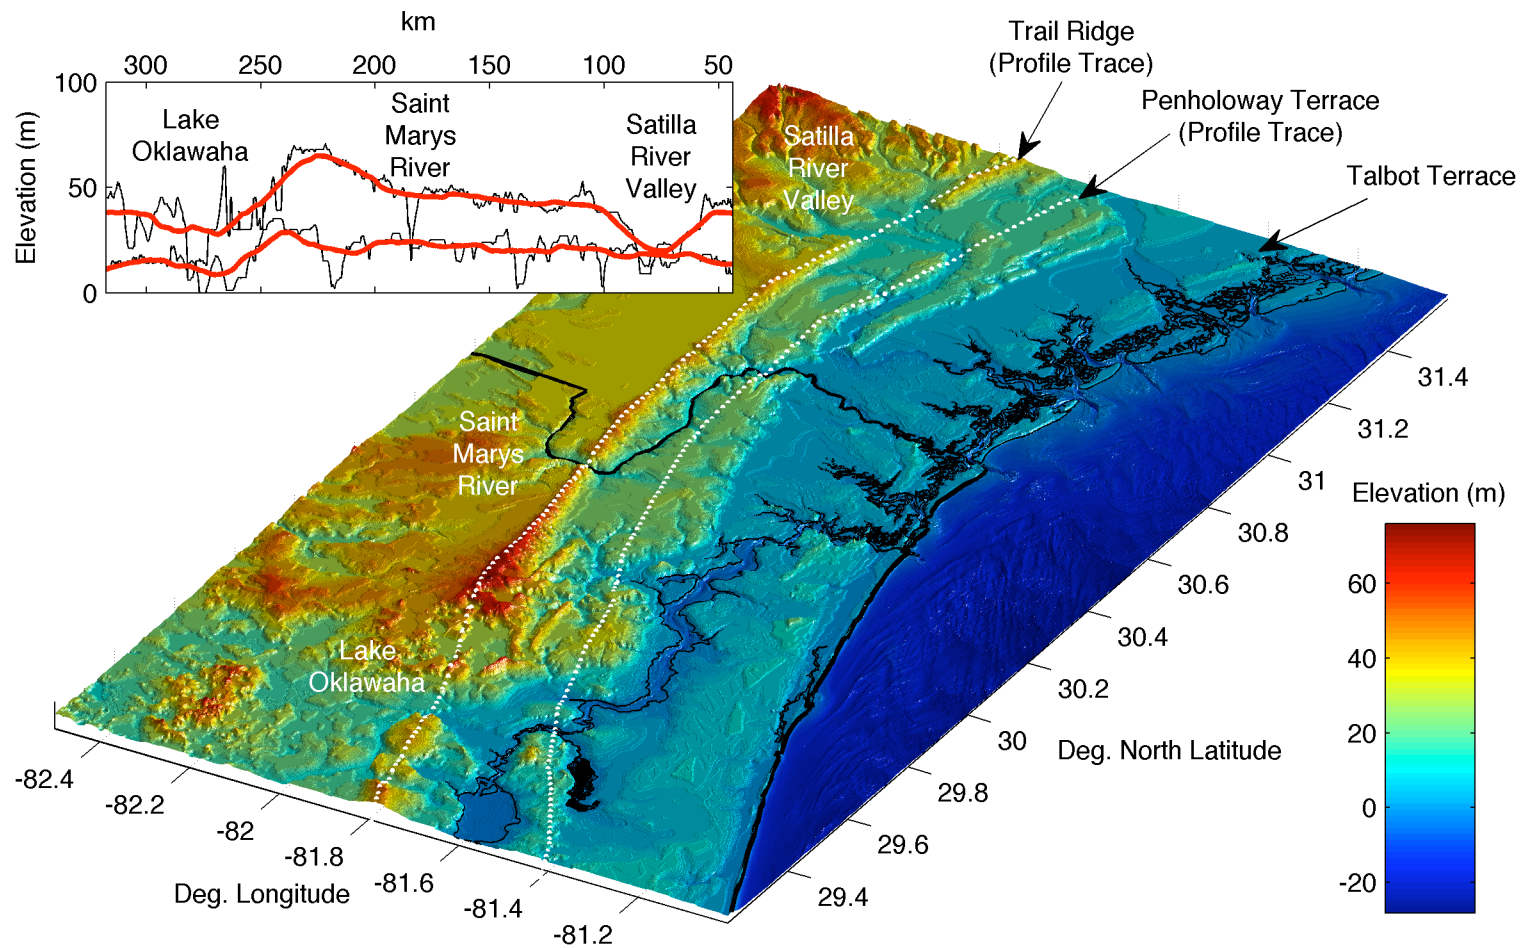 km
300
250
200
150
100
50
100
50
0
Elevation (m)
Lake
Oklawaha
Saint
Marys
River
Satilla
River
Valley
Trail Ridge
(Profile Trace)
Penholoway Terrace
(Profile Trace)
Talbot Terrace
Satilla
River
Valley
Saint
Marys
River
Lake
Oklawaha
31.4
31.2
31
30.8
30.6
30.4
30.2
30
29.8
29.6
29.4
Deg. North Latitude
-82.4
-82.2
-82
-81.8
-81.6
-81.4
-81.2
Deg. Longitude
Elevation (m)
60
40
20
0
-20